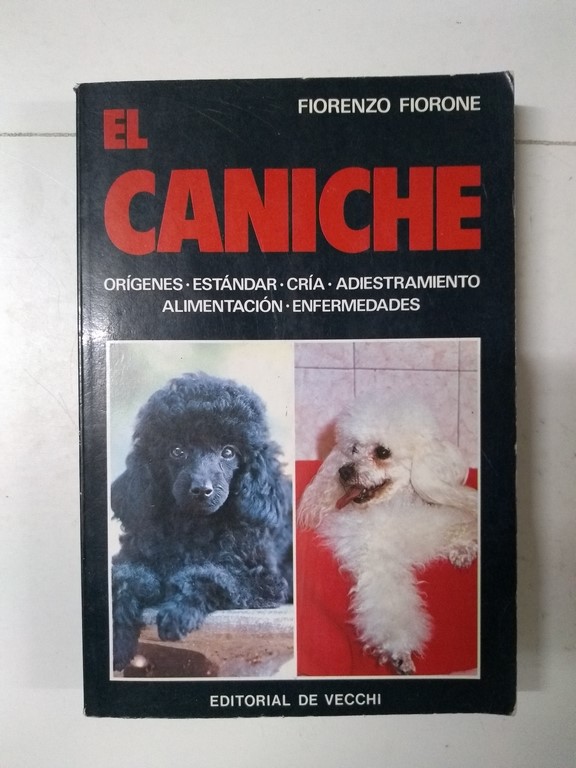 FIORENZO FIORONE
EL
CANICHE
ORÍGENES · ESTÁNDAR · CRÍA · ADIESTRAMIENTO
ALIMENTACIÓN · ENFERMEDADES
EDITORIAL DE VECCHI